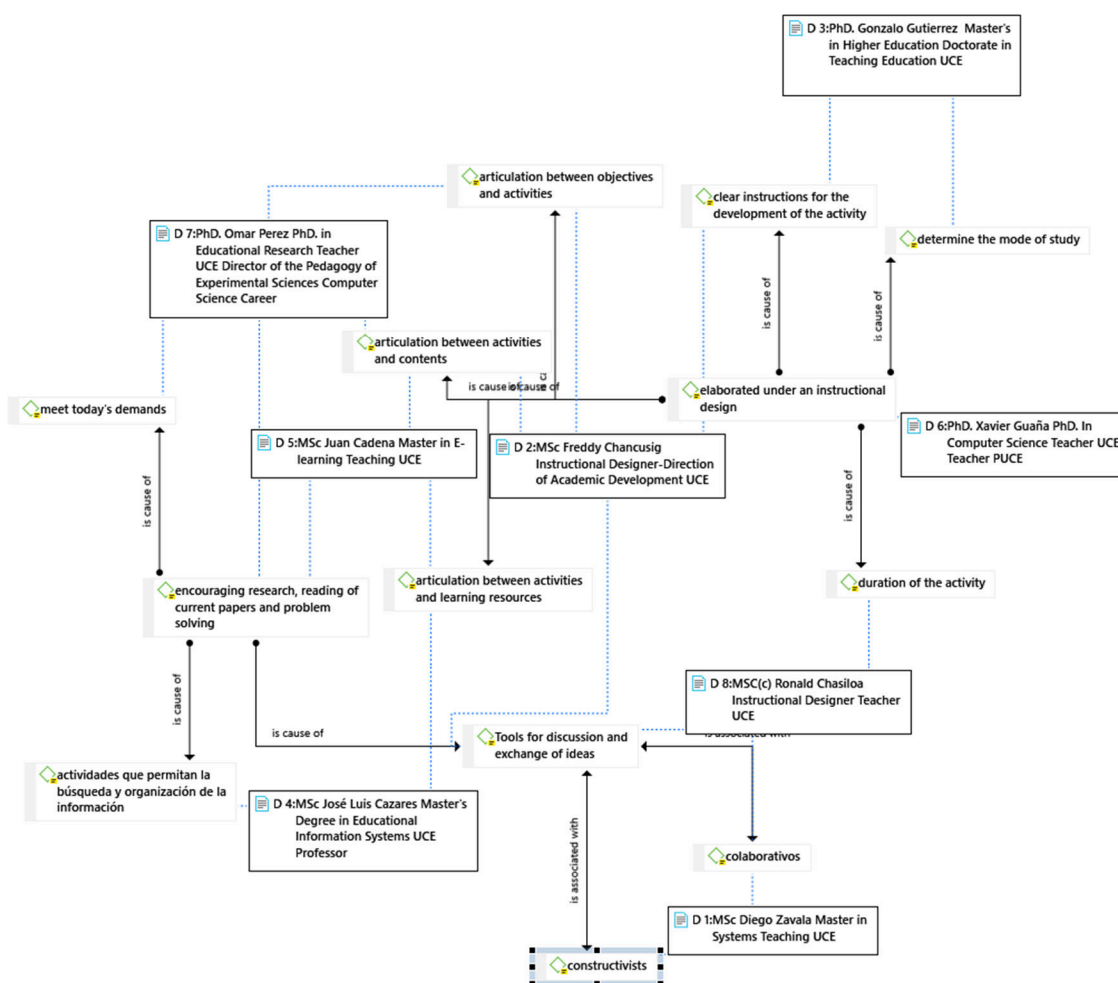 D 3:PhD. Gonzalo Gutierrez Master's
in Higher Education Doctorate in
Teaching Education UCE
articulation between objectives
and activities
clear instructions for the
development of the activity
determine the mode of study
D 7:PhD. Omar Perez PhD. in
Educational Research Teacher
UCE Director of the Pedagogy of
Experimental Sciences Computer
Science Career
is cause of
is cause of
articulation between activities
and contents
is cause of
is cause of
elaborated under an instructional
design
meet today's demands
D 5:MSc Juan Cadena Master in E-
learning Teaching UCE
D 2:MSc Freddy Chancusig
Instructional Designer-Direction
of Academic Development UCE
D 6:PhD. Xavier Guaña PhD. In
Computer Science Teacher UCE
Teacher PUCE
is cause of
is cause of
encouraging research, reading of
current papers and problem
solving
articulation between activities
and learning resources
duration of the activity
is cause of
D 8:MSC(c) Ronald Chasiloa
Instructional Designer Teacher
UCE
is cause of
Tools for discussion and
exchange of ideas
is associated with
actividades que permitan la
búsqueda y organización de la
información
D 4:MSc José Luis Cazares Master's
Degree in Educational
Information Systems UCE
Professor
is associated with
colaborativos
D 1:MSc Diego Zavala Master in
Systems Teaching UCE
constructivists